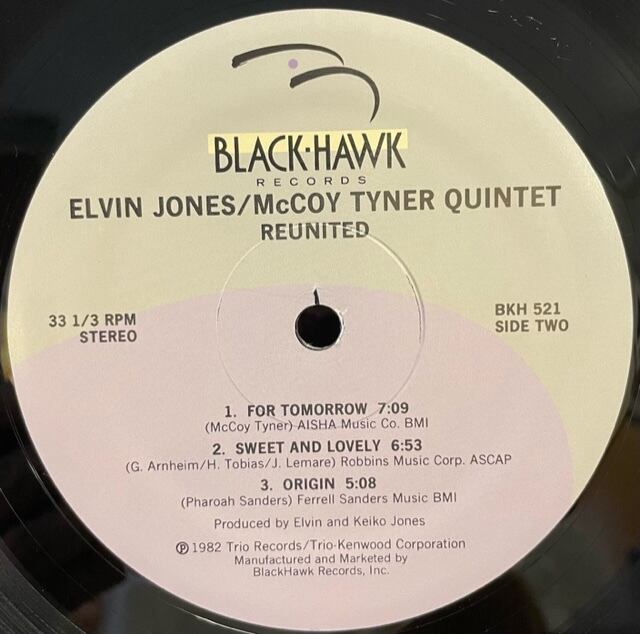 BLACK·HAWK
RECORDS
ELVIN JONES/McCOY TYNER QUINTET
REUNITED
33 1/3 RPM
STEREO
BKH 521
SIDE TWO
1. FOR TOMORROW 7:09
(McCoy Tyner) AISHA Music Co. BMI
2. SWEET AND LOVELY 6:53
(G. Arnheim/H. Tobias/J. Lemare) Robbins Music Corp. ASCAP
3. ORIGIN 5:08
(Pharoah Sanders) Ferrell Sanders Music BMI
Produced by Elvin and Keiko Jones
℗ 1982 Trio Records/Trio-Kenwood Corporation
Manufactured and Marketed by
BlackHawk Records, Inc.